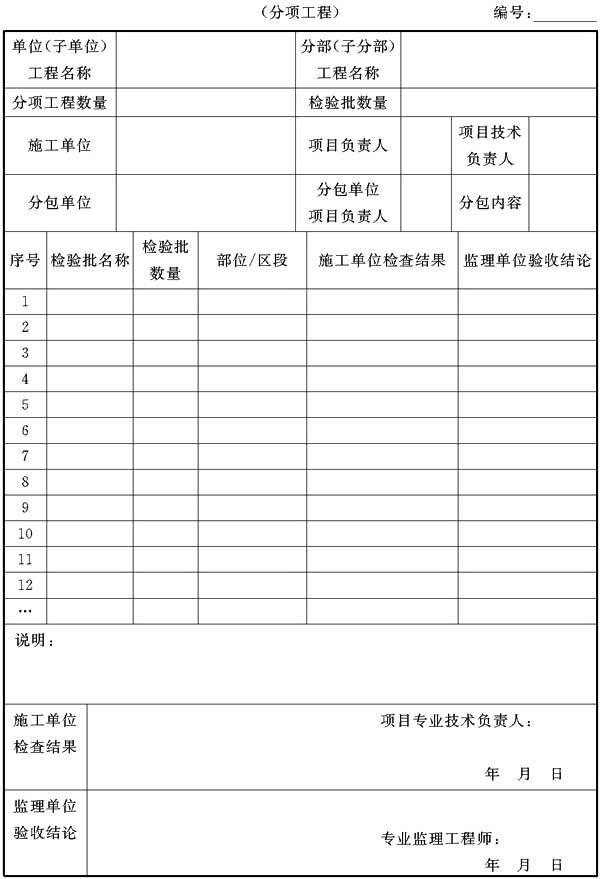 （分项工程）	编号：
单位（子单位）
工程名称
分部（子分部）
工程名称
分项工程数量
检验批数量
施工单位
项目负责人
项目技术
负责人
分包单位
分包单位
项目负责人
分包内容
序号
检验批名称
检验批
数量
部位/区段
施工单位检查结果
监理单位验收结论
1
2
3
4
5
6
7
8
9
10
11
12
…
说明：
施工单位
检查结果
项目专业技术负责人：
年 月 日
监理单位
验收结论
专业监理工程师：
年 月 日